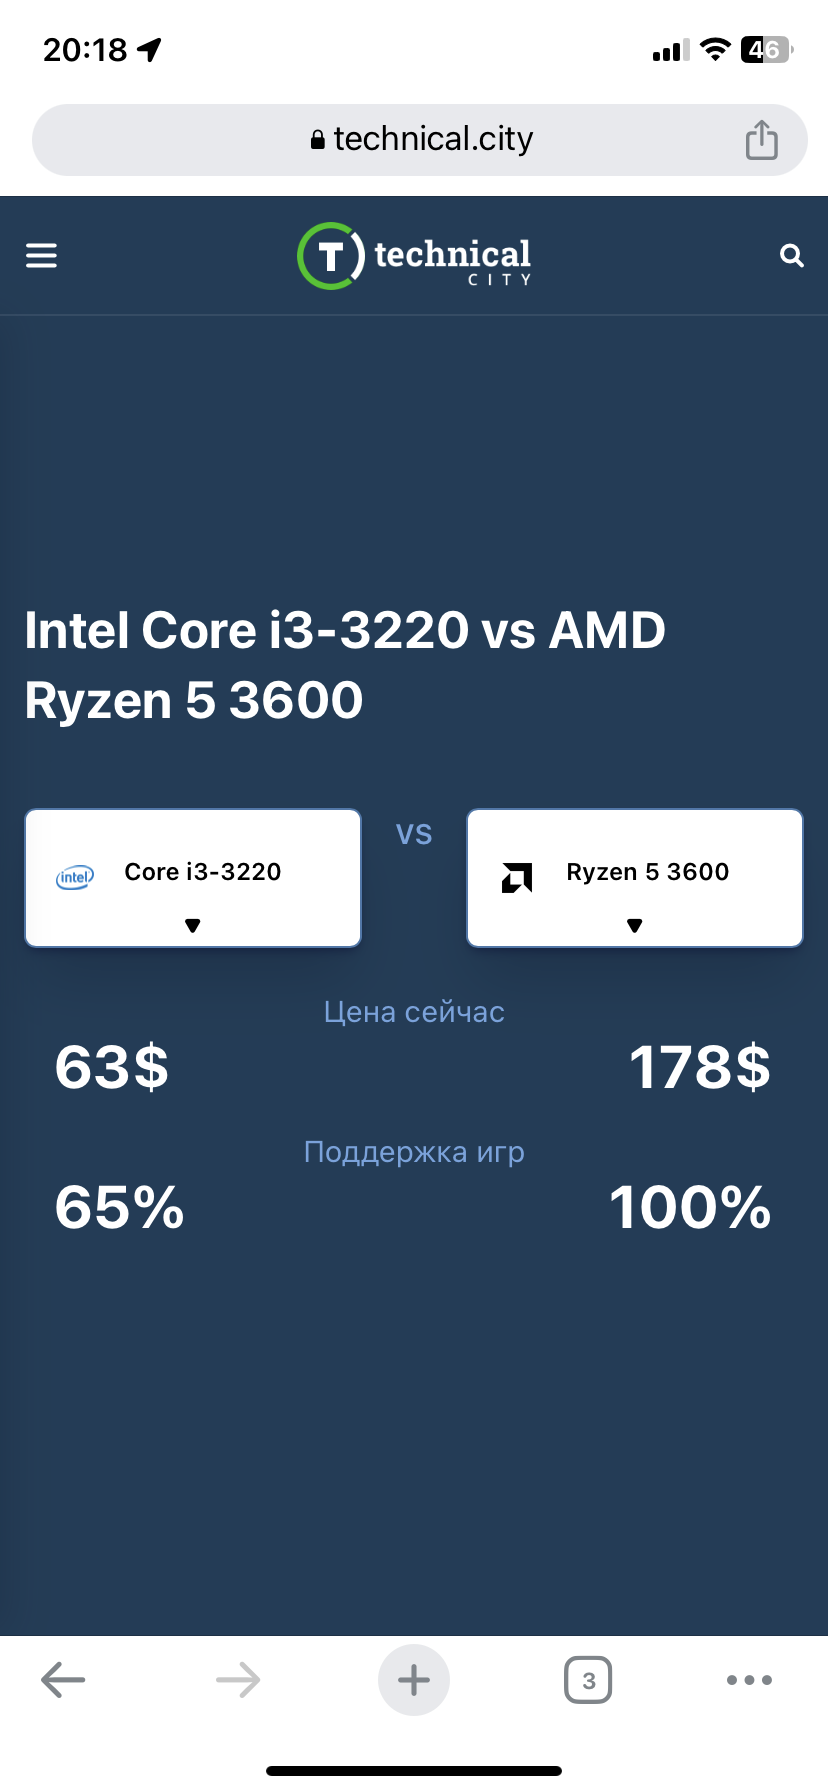 20:18
46
technical.city
T technical
CITY
Intel Core i3-3220 vs AMD
Ryzen 5 3600
intel Core i3-3220
vs
Ryzen 5 3600
Цена сейчас
63$ 178$
Поддержка игр
65% 100%
3